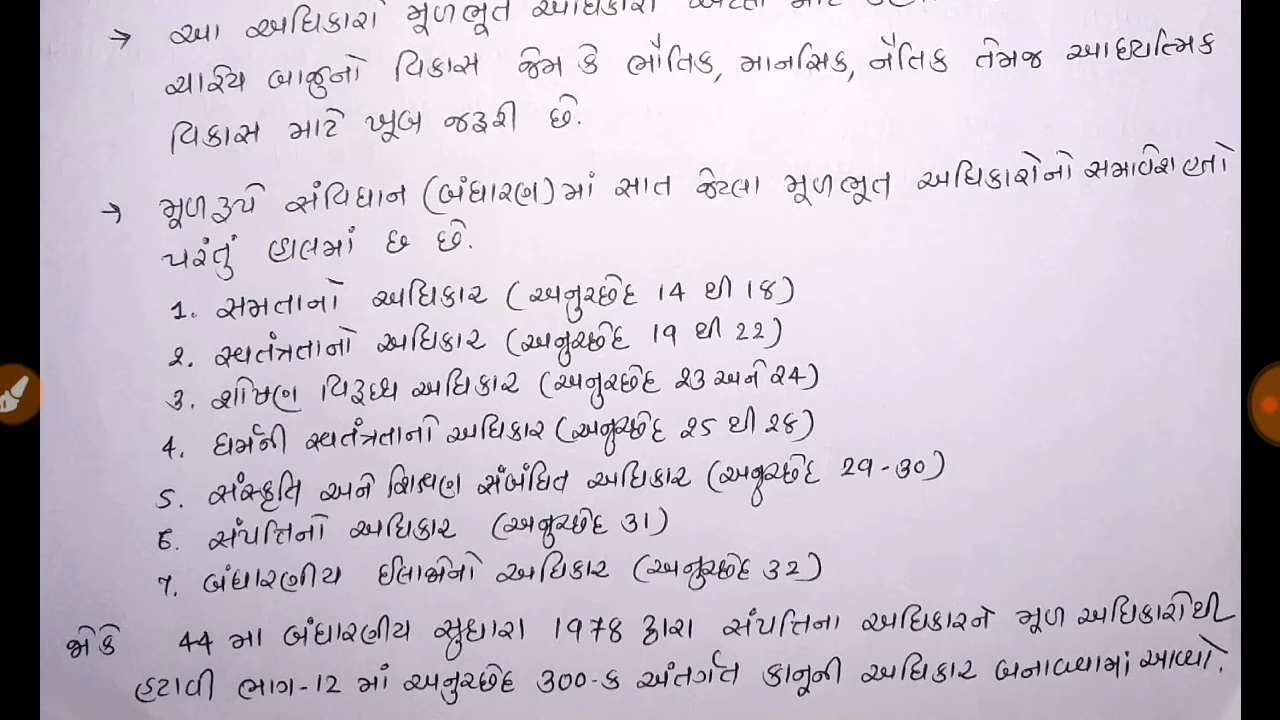 → આ અધિકારો મૂળભૂત અધિકારો
ચારિત્ર્ય બાજુનો વિકાસ જેમ કે ભૌતિક, માનસિક, નૈતિક તેમજ આધ્યાત્મિક
વિકાસ માટે ખૂબ જરૂરી છે.
→ મૂળરૂપે સંવિધાન (બંધારણ)માં સાત જેટલા મૂળભૂત અધિકારોનો સમાવેશ હતો
પરંતું હાલમાં છ છે.
1. સમતાનો અધિકાર (અનુચ્છેદ 14 થી 18)
2. સ્વતંત્રતાનો અધિકાર (અનુચ્છેદ 19 થી 22)
3. શોષણ વિરૂધ્ધ અધિકાર (અનુચ્છેદ 23 અને 24)
4. ધર્મની સ્વતંત્રતાનો અધિકાર (અનુચ્છેદ 25 થી 28)
5. સંસ્કૃતિ અને શિક્ષણ સંબંધિત અધિકાર (અનુચ્છેદ 29-30)
6. સંપત્તિનો અધિકાર (અનુચ્છેદ 31)
7. બંધારણીય ઈલાજોનો અધિકાર (અનુચ્છેદ 32)
જોકે 44 મા બંધારણીય સુધારા 1978 દ્વારા સંપત્તિના અધિકારને મૂળ અધિકારોથી
હટાવી ભાગ-12 માં અનુચ્છેદ 300-ક અંતર્ગત કાનૂની અધિકાર બનાવવામાં આવ્યો.